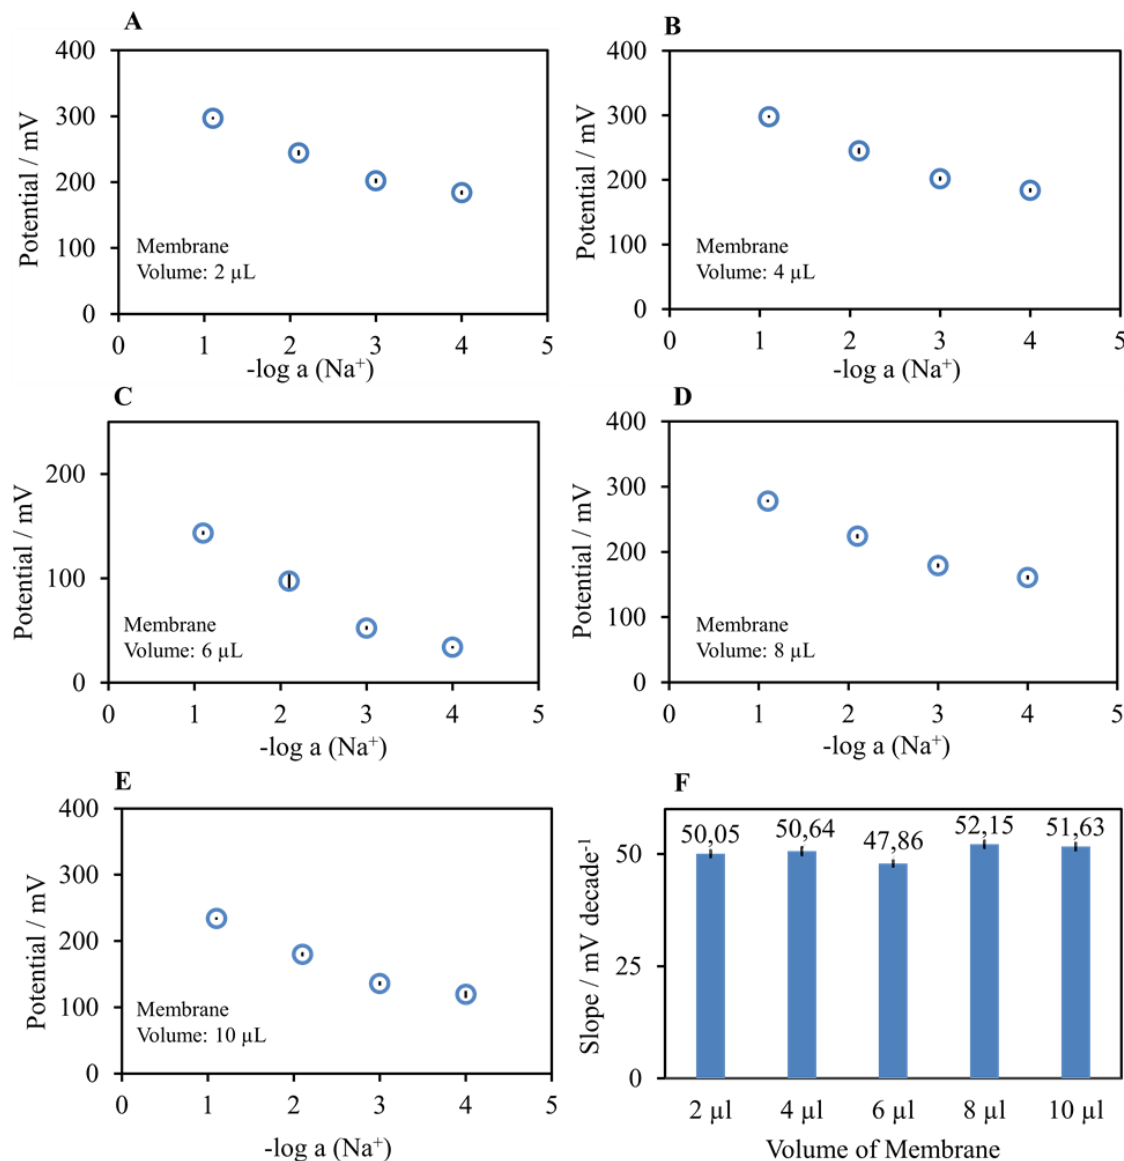 A
400
300
200
100
0
Potential / mV
Membrane
Volume: 2 µL
0 1 2 3 4 5
-log a (Na⁺)
B
400
300
200
100
0
Potential / mV
Membrane
Volume: 4 µL
0 1 2 3 4 5
-log a (Na⁺)
C
200
100
0
Potential / mV
Membrane
Volume: 6 µL
0 1 2 3 4 5
-log a (Na⁺)
D
400
300
200
100
0
Potential / mV
Membrane
Volume: 8 µL
0 1 2 3 4 5
-log a (Na⁺)
E
400
300
200
100
0
Potential / mV
Membrane
Volume: 10 µL
0 1 2 3 4 5
-log a (Na⁺)
F
50
25
0
Slope / mV decade⁻¹
50,05 50,64 47,86 52,15 51,63
2 µl 4 µl 6 µl 8 µl 10 µl
Volume of Membrane